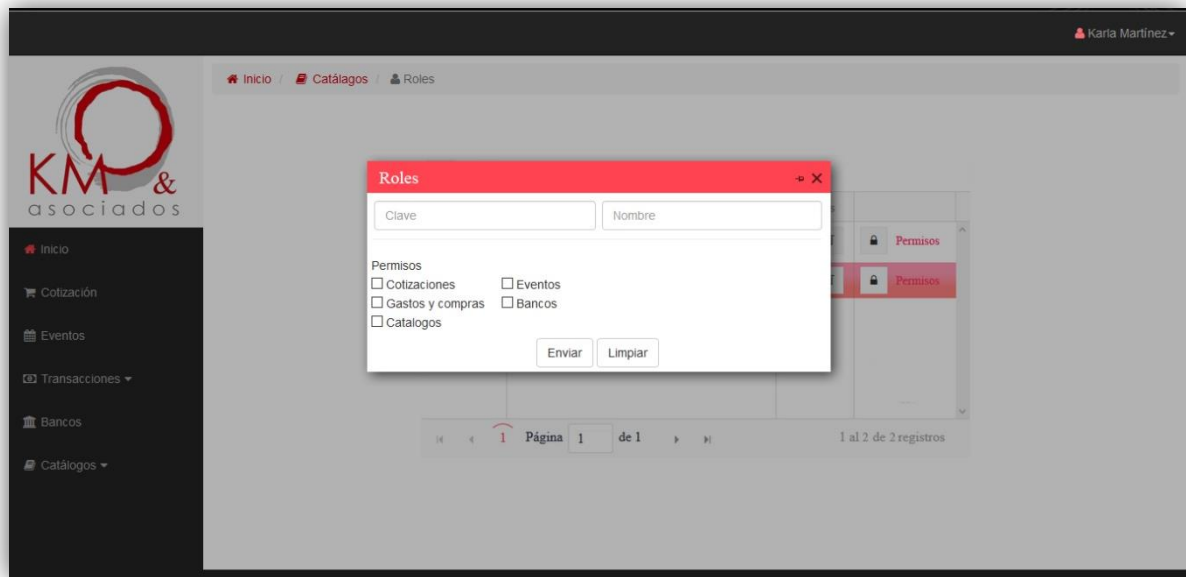 Karla Martínez
Inicio / Catálagos / Roles
KM &
asociados
Inicio
Cotización
Eventos
Transacciones
Bancos
Catálogos
Roles
Clave Nombre
Permisos
Cotizaciones Eventos
Gastos y compras Bancos
Catalogos
Enviar Limpiar
Permisos
Permisos
1 Página 1 de 1 1 al 2 de 2 registros